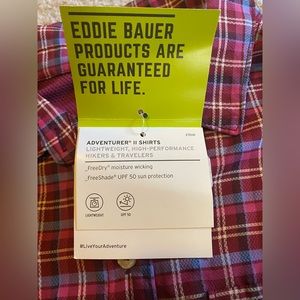 EDDIE BAUER
PRODUCTS ARE
GUARANTEED
FOR LIFE.
ADVENTURER® II SHIRTS
LIGHTWEIGHT, HIGH-PERFORMANCE
HIKERS & TRAVELERS
_FreeDry® moisture wicking
_FreeShade® UPF 50 sun protection
LIGHTWEIGHT
UPF 50
#LiveYourAdventure